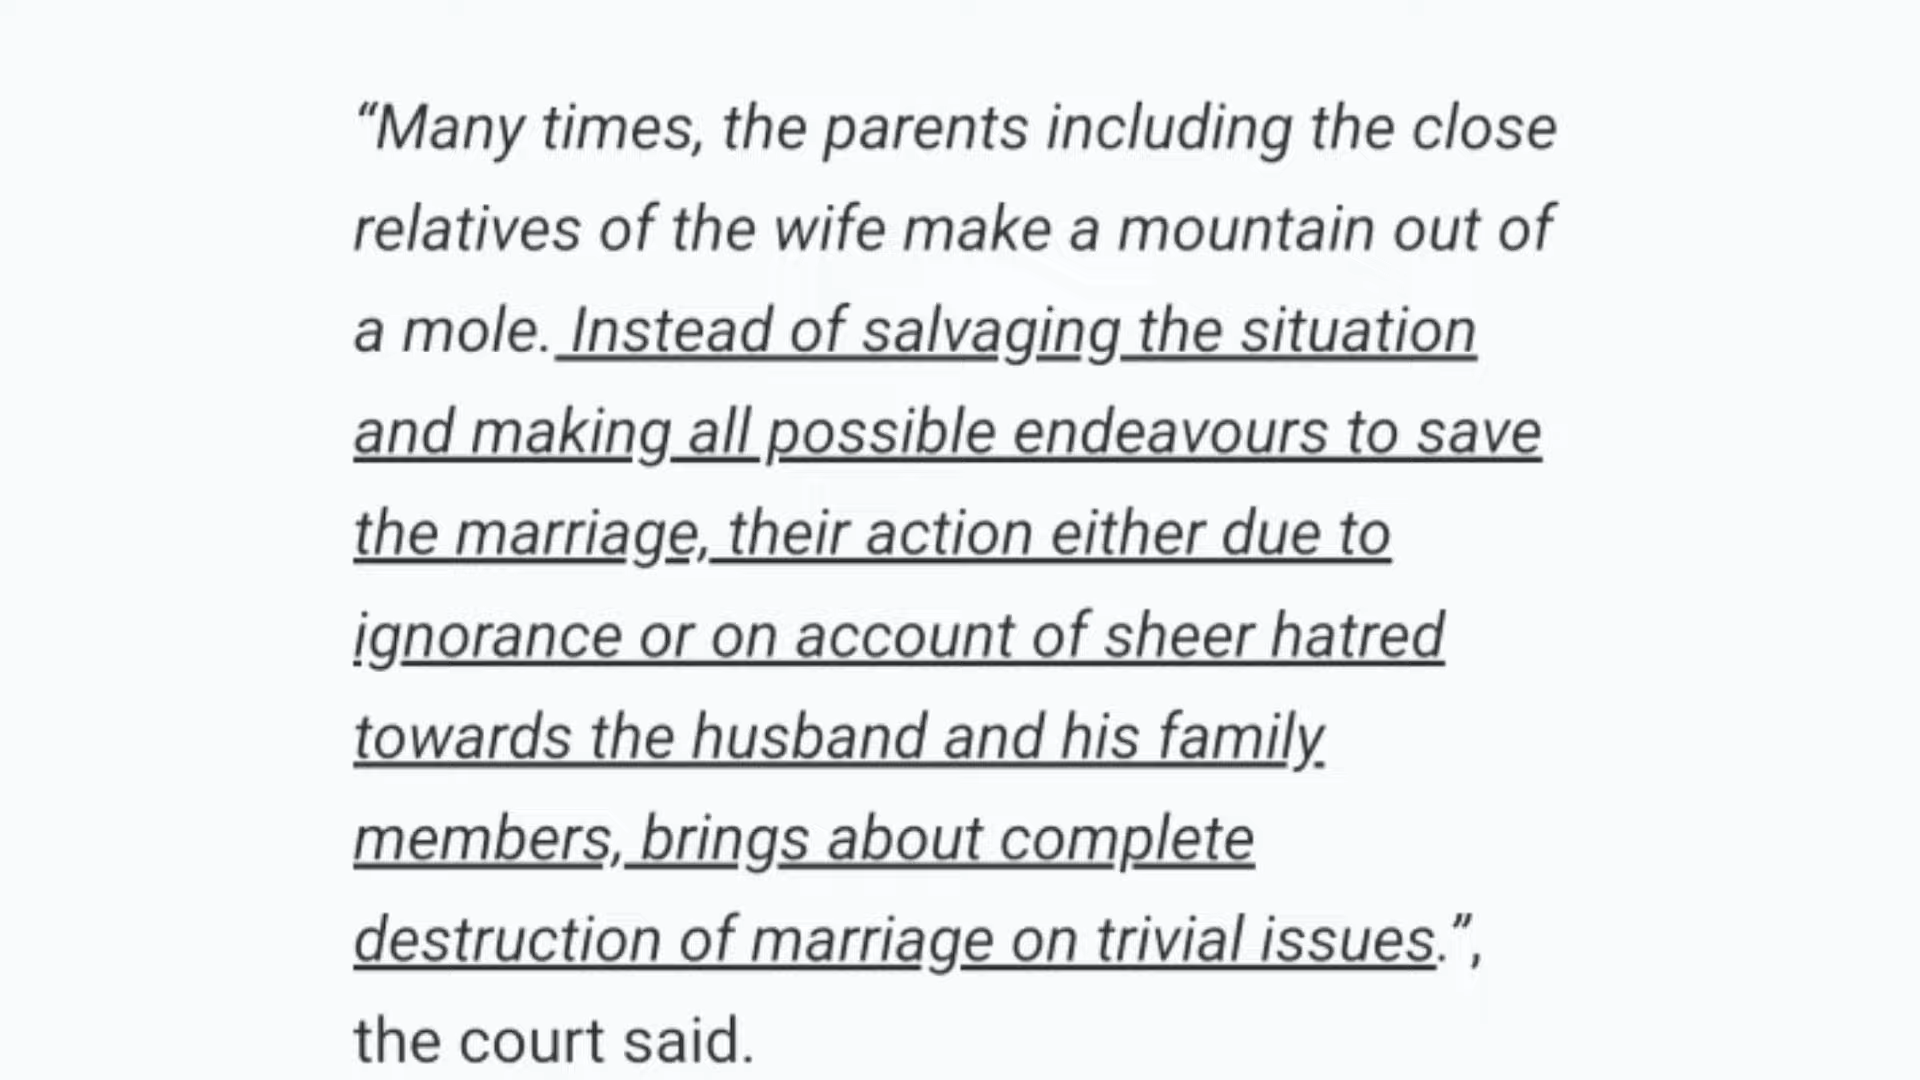 “Many times, the parents including the close
relatives of the wife make a mountain out of
a mole. Instead of salvaging the situation
and making all possible endeavours to save
the marriage, their action either due to
ignorance or on account of sheer hatred
towards the husband and his family
members, brings about complete
destruction of marriage on trivial issues.”,
the court said.